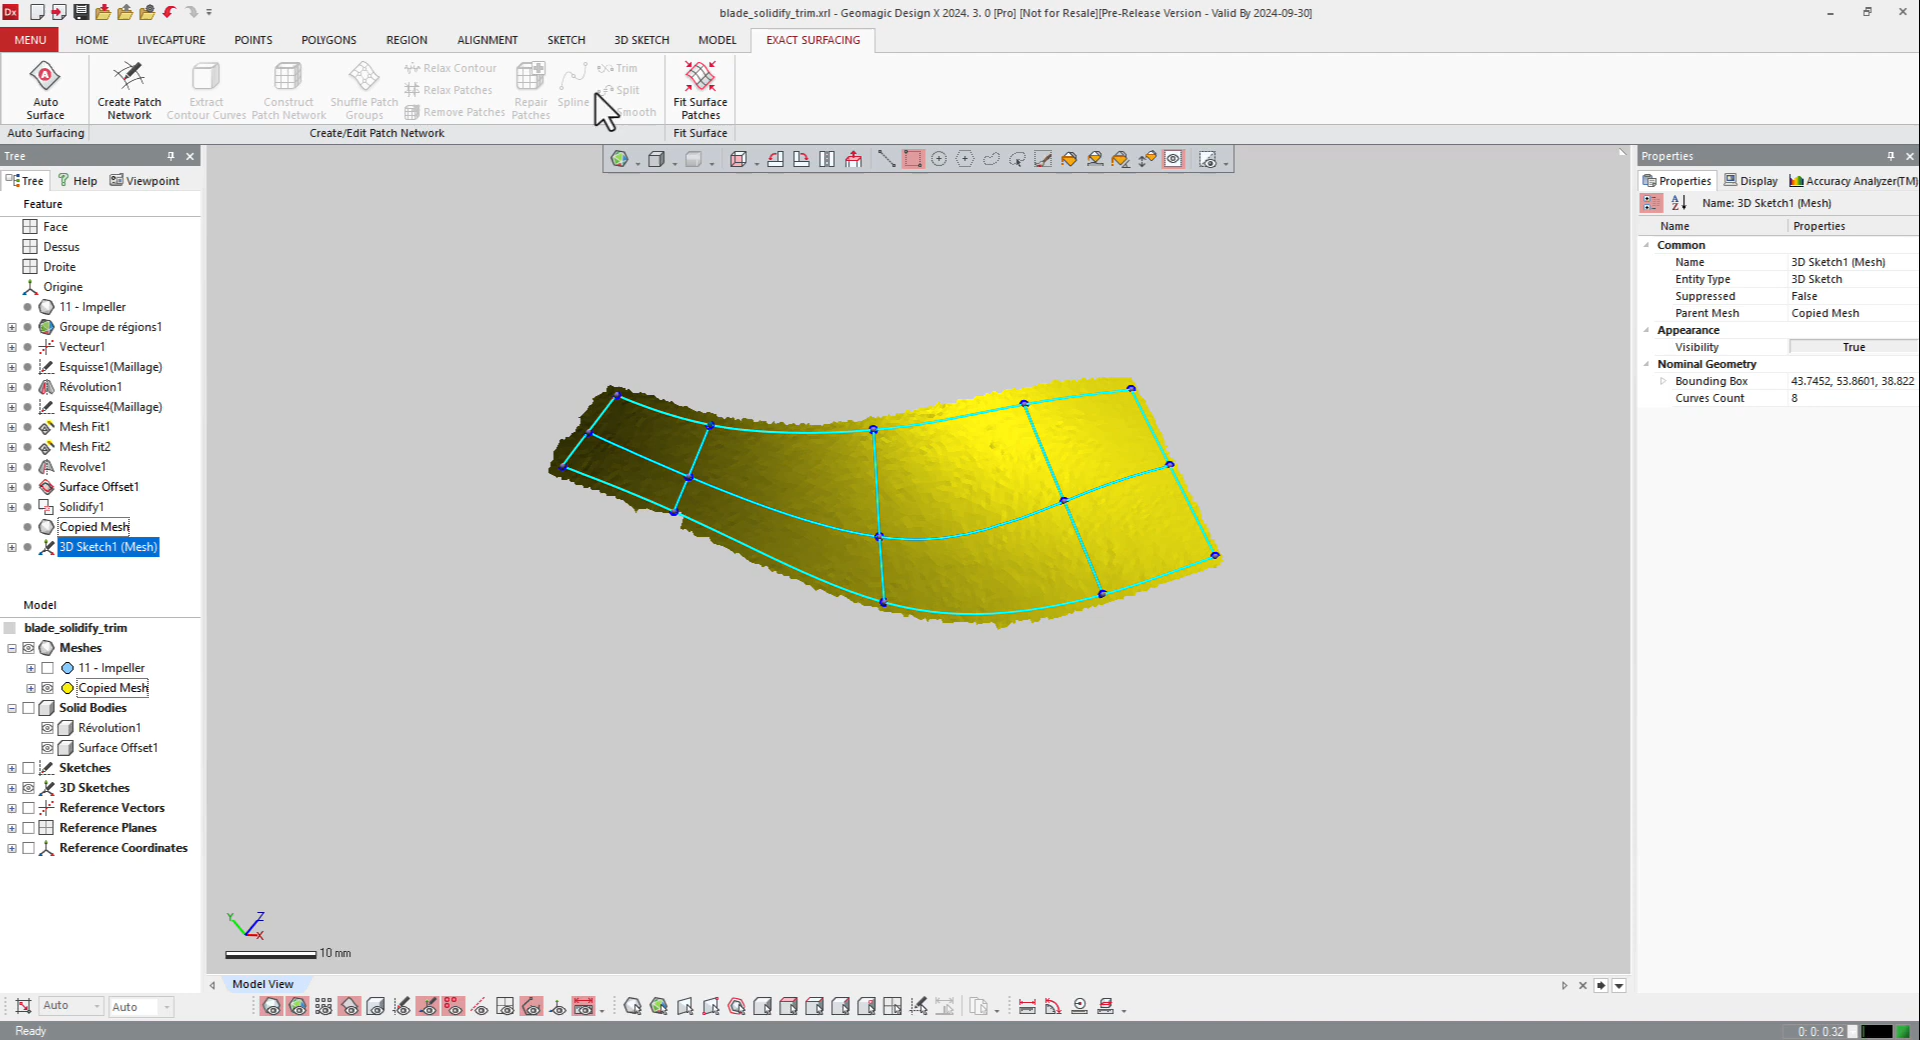 Dx
blade_solidify_trim.xrl - Geomagic Design X 2024. 3. 0 [Pro] [Not for Resale][Pre-Release Version - Valid By 2024-09-30]
MENU HOME LIVECAPTURE POINTS POLYGONS REGION ALIGNMENT SKETCH 3D SKETCH MODEL EXACT SURFACING
Auto Surface
Create Patch Network
Extract Contour Curves
Construct Patch Network
Shuffle Patch Groups
Relax Contour
Relax Patches
Remove Patches
Repair Patches
Spline
Trim
Split
Smooth
Fit Surface Patches
Auto Surfacing Create/Edit Patch Network Fit Surface
Tree
Tree Help Viewpoint
Feature
Face
Dessus
Droite
Origine
11 - Impeller
Groupe de régions1
Vecteur1
Esquisse1(Maillage)
Révolution1
Esquisse4(Maillage)
Mesh Fit1
Mesh Fit2
Revolve1
Surface Offset1
Solidify1
Copied Mesh
3D Sketch1 (Mesh)
Model
blade_solidify_trim
Meshes
11 - Impeller
Copied Mesh
Solid Bodies
Révolution1
Surface Offset1
Sketches
3D Sketches
Reference Vectors
Reference Planes
Reference Coordinates
Y Z
X
10 mm
Model View
Properties
Properties Display Accuracy Analyzer(TM)
Name: 3D Sketch1 (Mesh)
Name Properties
Common
Name 3D Sketch1 (Mesh)
Entity Type 3D Sketch
Suppressed False
Parent Mesh Copied Mesh
Appearance
Visibility True
Nominal Geometry
Bounding Box 43.7452, 53.8601, 38.822
Curves Count 8
Auto Auto
Ready
0: 0: 0.32